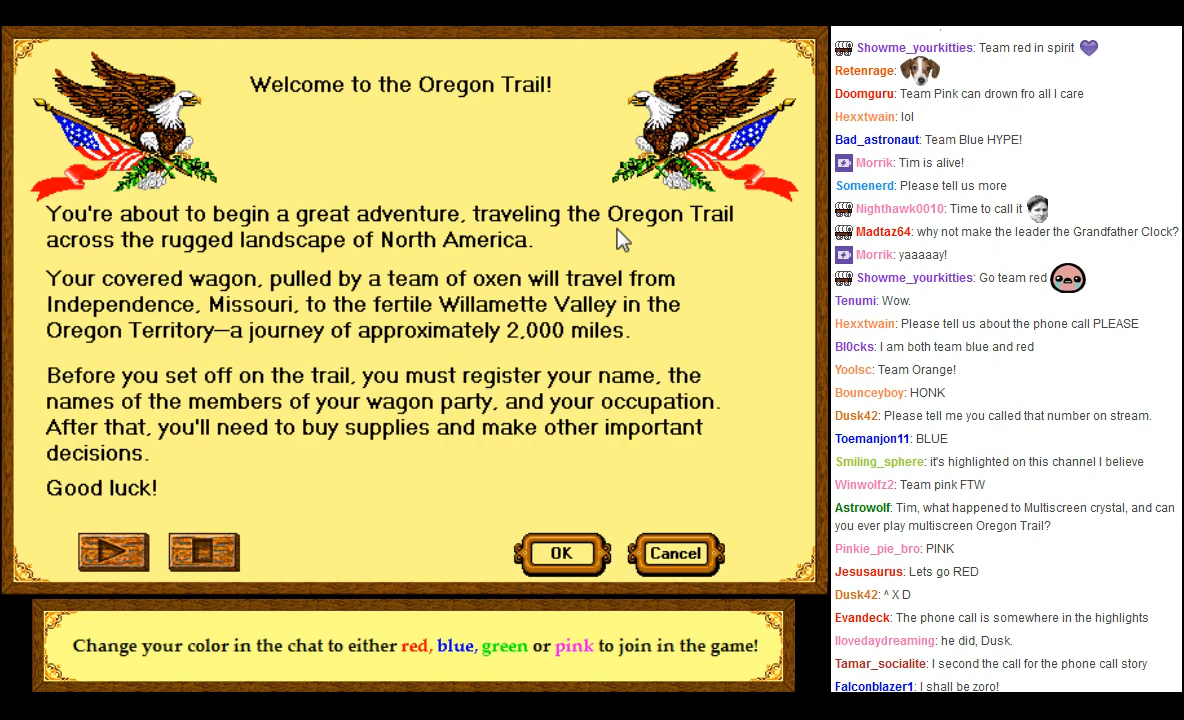 Welcome to the Oregon Trail!
You're about to begin a great adventure, traveling the Oregon Trail
across the rugged landscape of North America.
Your covered wagon, pulled by a team of oxen will travel from
Independence, Missouri, to the fertile Willamette Valley in the
Oregon Territory—a journey of approximately 2,000 miles.
Before you set off on the trail, you must register your name, the
names of the members of your wagon party, and your occupation.
After that, you'll need to buy supplies and make other important
decisions.
Good luck!
OK
Cancel
Change your color in the chat to either red, blue, green or pink to join in the game!
Showme_yourkitties: Team red in spirit
Retenrage:
Doomguru: Team Pink can drown fro all I care
Hexxtwain: lol
Bad_astronaut: Team Blue HYPE!
Morrik: Tim is alive!
Somenerd: Please tell us more
Nighthawk0010: Time to call it
Madtaz64: why not make the leader the Grandfather Clock?
Morrik: yaaaaay!
Showme_yourkitties: Go team red
Tenumi: Wow.
Hexxtwain: Please tell us about the phone call PLEASE
Bl0cks: I am both team blue and red
Yoolsc: Team Orange!
Bounceyboy: HONK
Dusk42: Please tell me you called that number on stream.
Toemanjon11: BLUE
Smiling_sphere: it's highlighted on this channel I believe
Winwolfz2: Team pink FTW
Astrowolf: Tim, what happened to Multiscreen crystal, and can
you ever play multiscreen Oregon Trail?
Pinkie_pie_bro: PINK
Jesusaurus: Lets go RED
Dusk42: ^ X D
Evandeck: The phone call is somewhere in the highlights
Ilovedaydreaming: he did, Dusk.
Tamar_socialite: I second the call for the phone call story
Falconblazer1: I shall be zoro!